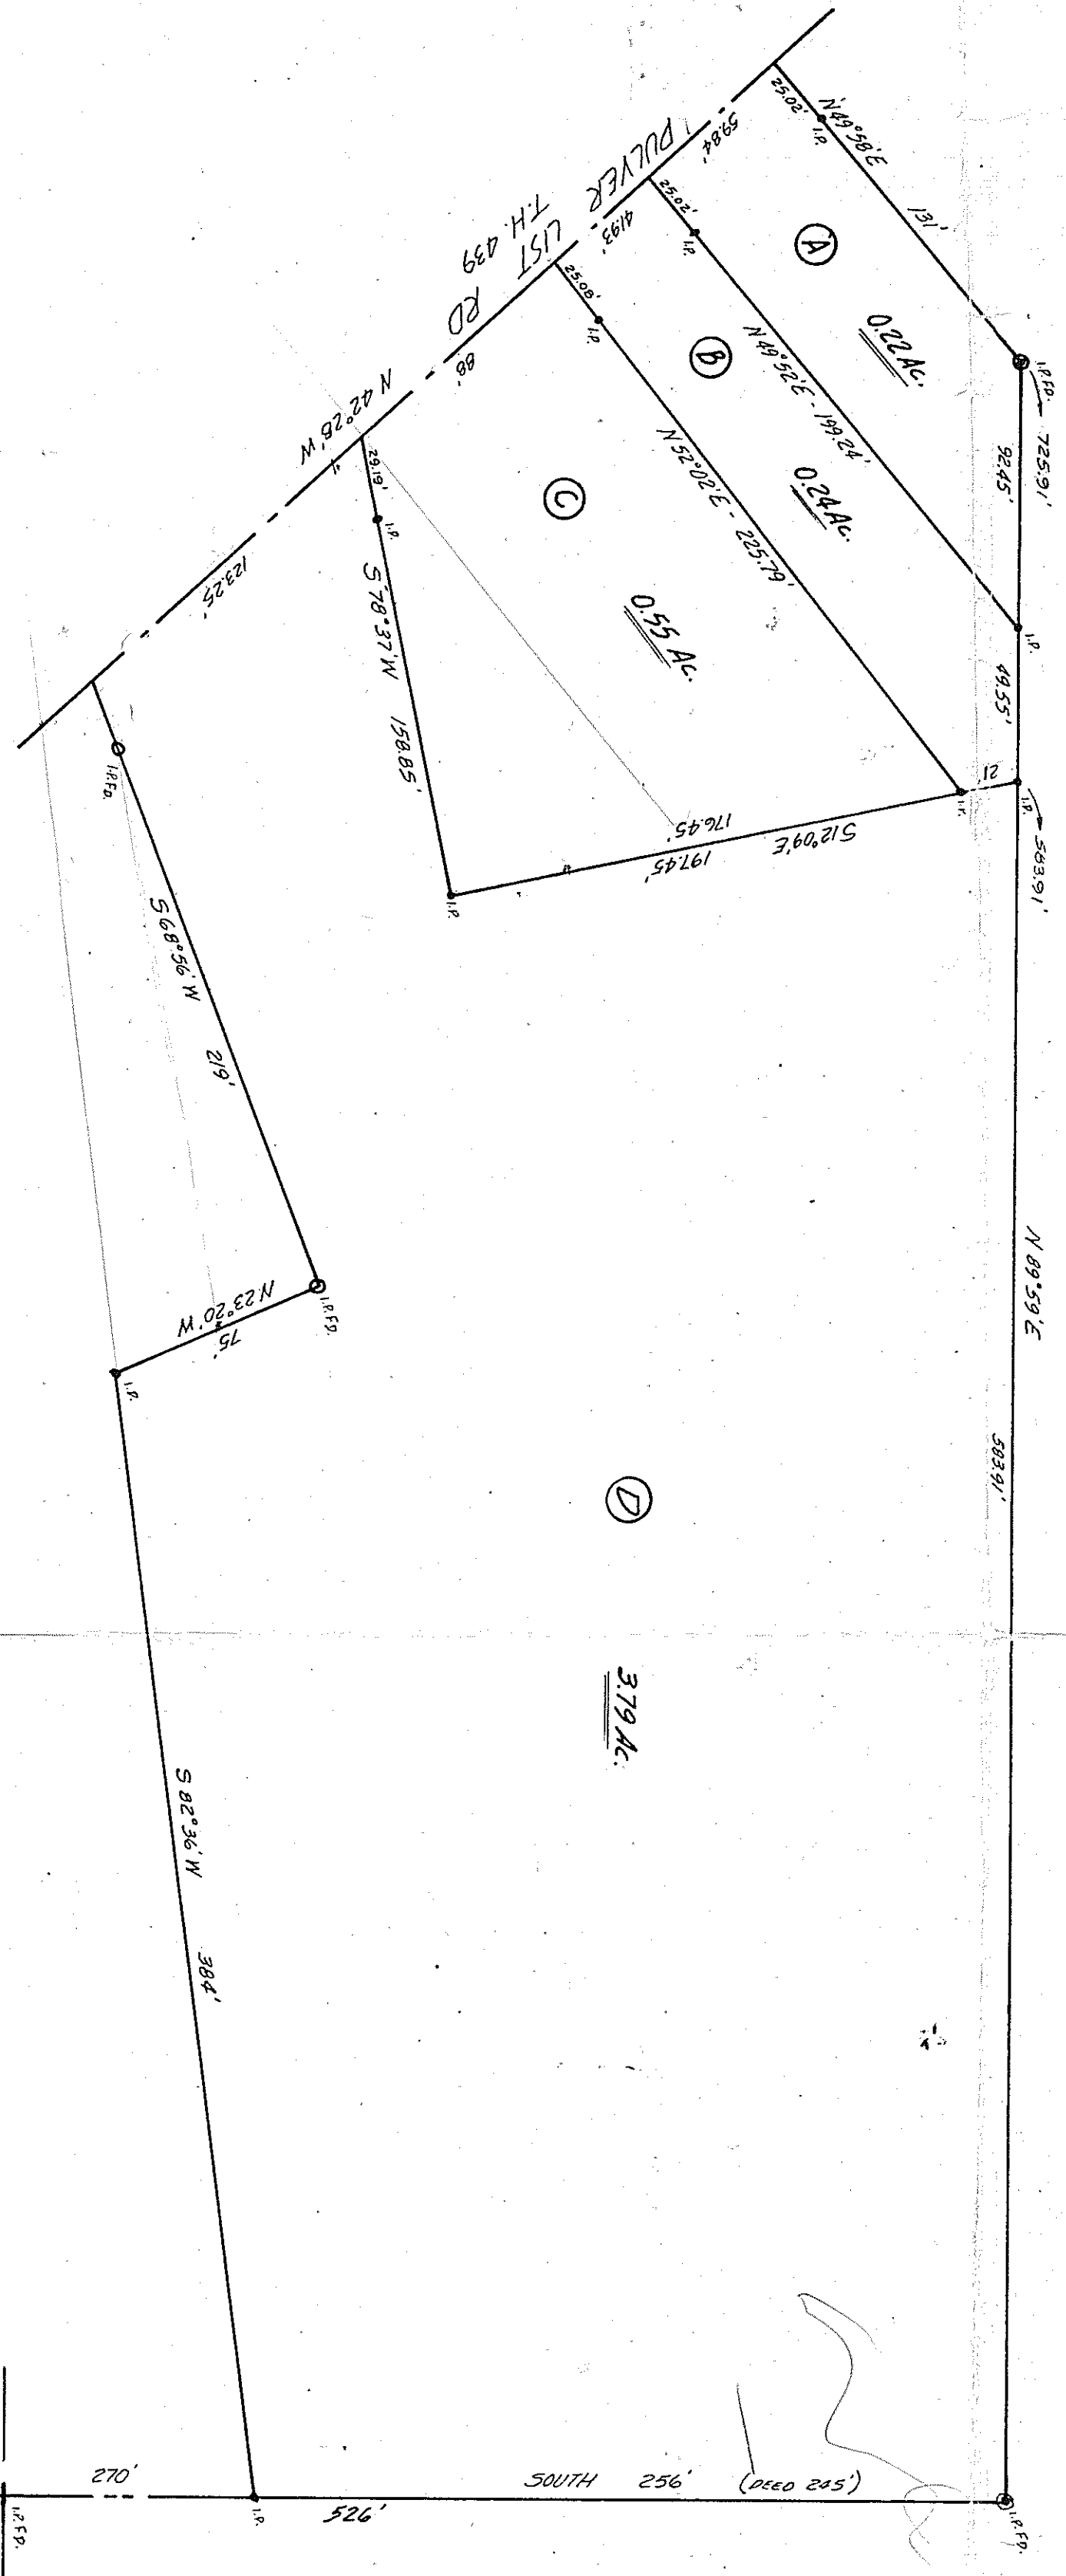 N 49°58'E
131'
25.02'
I.P.
I.P.FD.
725.91'
92.45'
A
0.22 Ac.
59.84'
25.02'
I.P.
N 49°52'E - 199.24'
I.P.
49.55'
B
0.24 Ac.
PULVER LIST RD
T.H. 439
41.93'
25.08'
I.P.
N 52°02'E - 225.79'
I.P.
21'
I.P.
583.91'
C
0.55 Ac.
88'
N 42°28'W
29.19'
I.P.
S 78°37'W 158.85'
I.P.
S 12°09'E
176.45'
197.45'
123.25'
I.P.FD.
S 68°56'W 219'
I.P.FD.
N 23°20'W
75'
I.P.
N 89°59'E
583.91'
D
3.79 Ac.
S 82°36'W 384'
270'
I.P.
526'
SOUTH 256' (DEED 245')
I.P.FD.
I.P.FD.